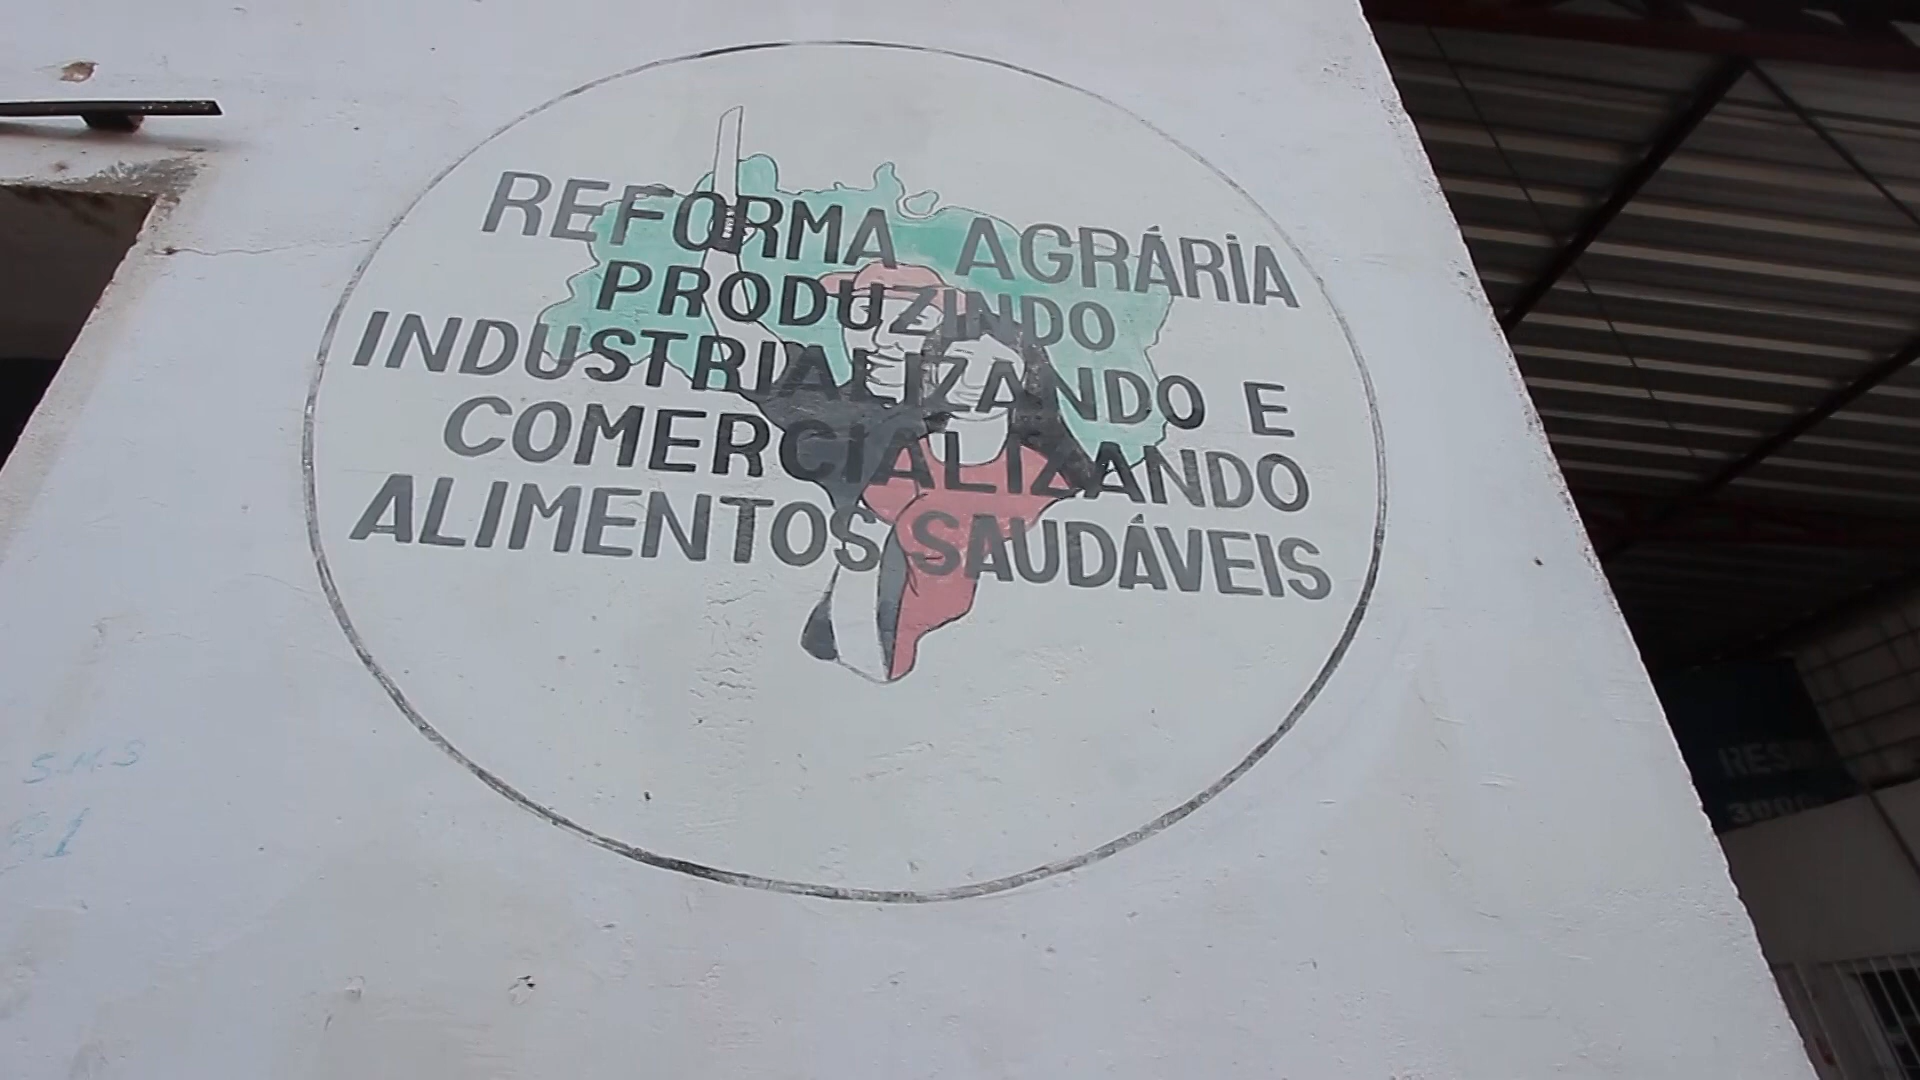 REFORMA AGRÁRIA
PRODUZINDO
INDUSTRIALIZANDO E
COMERCIALIZANDO
ALIMENTOS SAUDÁVEIS
S.M.S